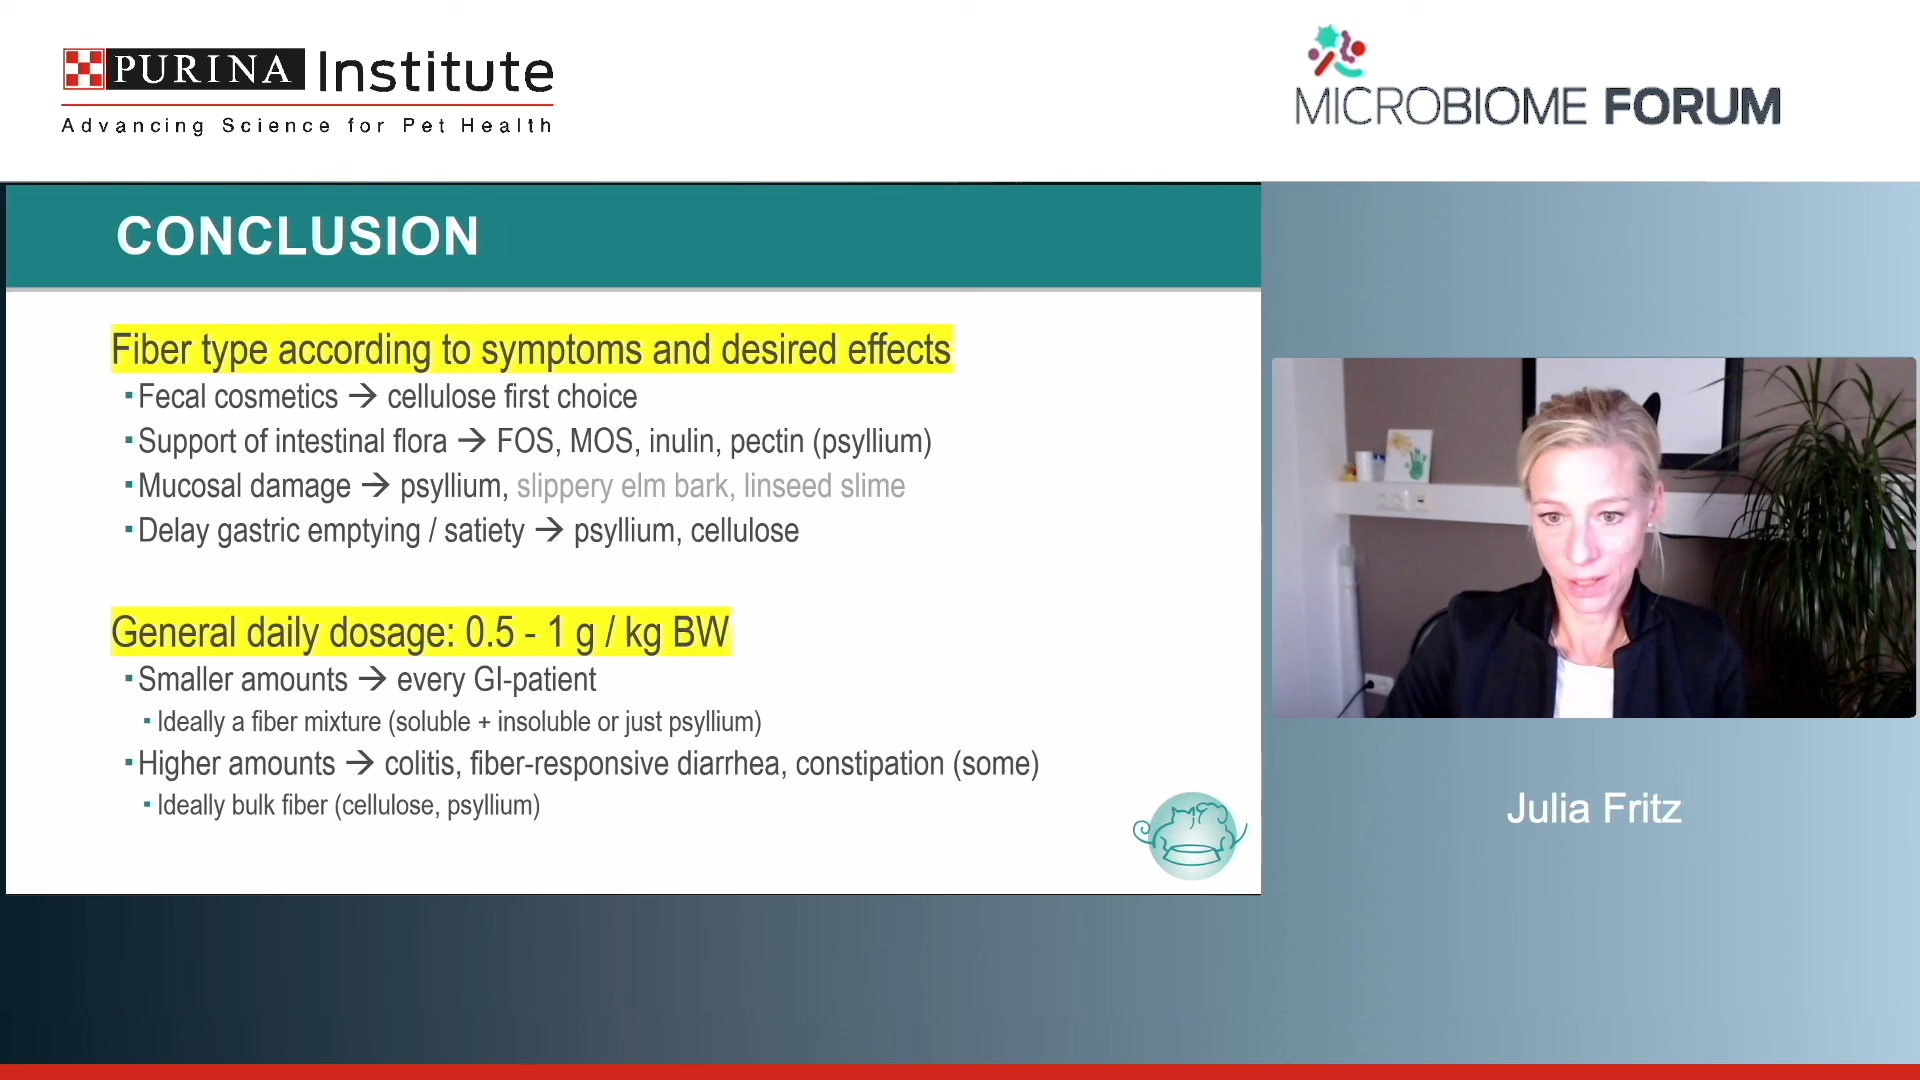 PURINA Institute
Advancing Science for Pet Health
MICROBIOME FORUM
CONCLUSION
Fiber type according to symptoms and desired effects
▪ Fecal cosmetics → cellulose first choice
▪ Support of intestinal flora → FOS, MOS, inulin, pectin (psyllium)
▪ Mucosal damage → psyllium, slippery elm bark, linseed slime
▪ Delay gastric emptying / satiety → psyllium, cellulose
General daily dosage: 0.5 - 1 g / kg BW
▪ Smaller amounts → every GI-patient
▪ Ideally a fiber mixture (soluble + insoluble or just psyllium)
▪ Higher amounts → colitis, fiber-responsive diarrhea, constipation (some)
▪ Ideally bulk fiber (cellulose, psyllium)
Julia Fritz